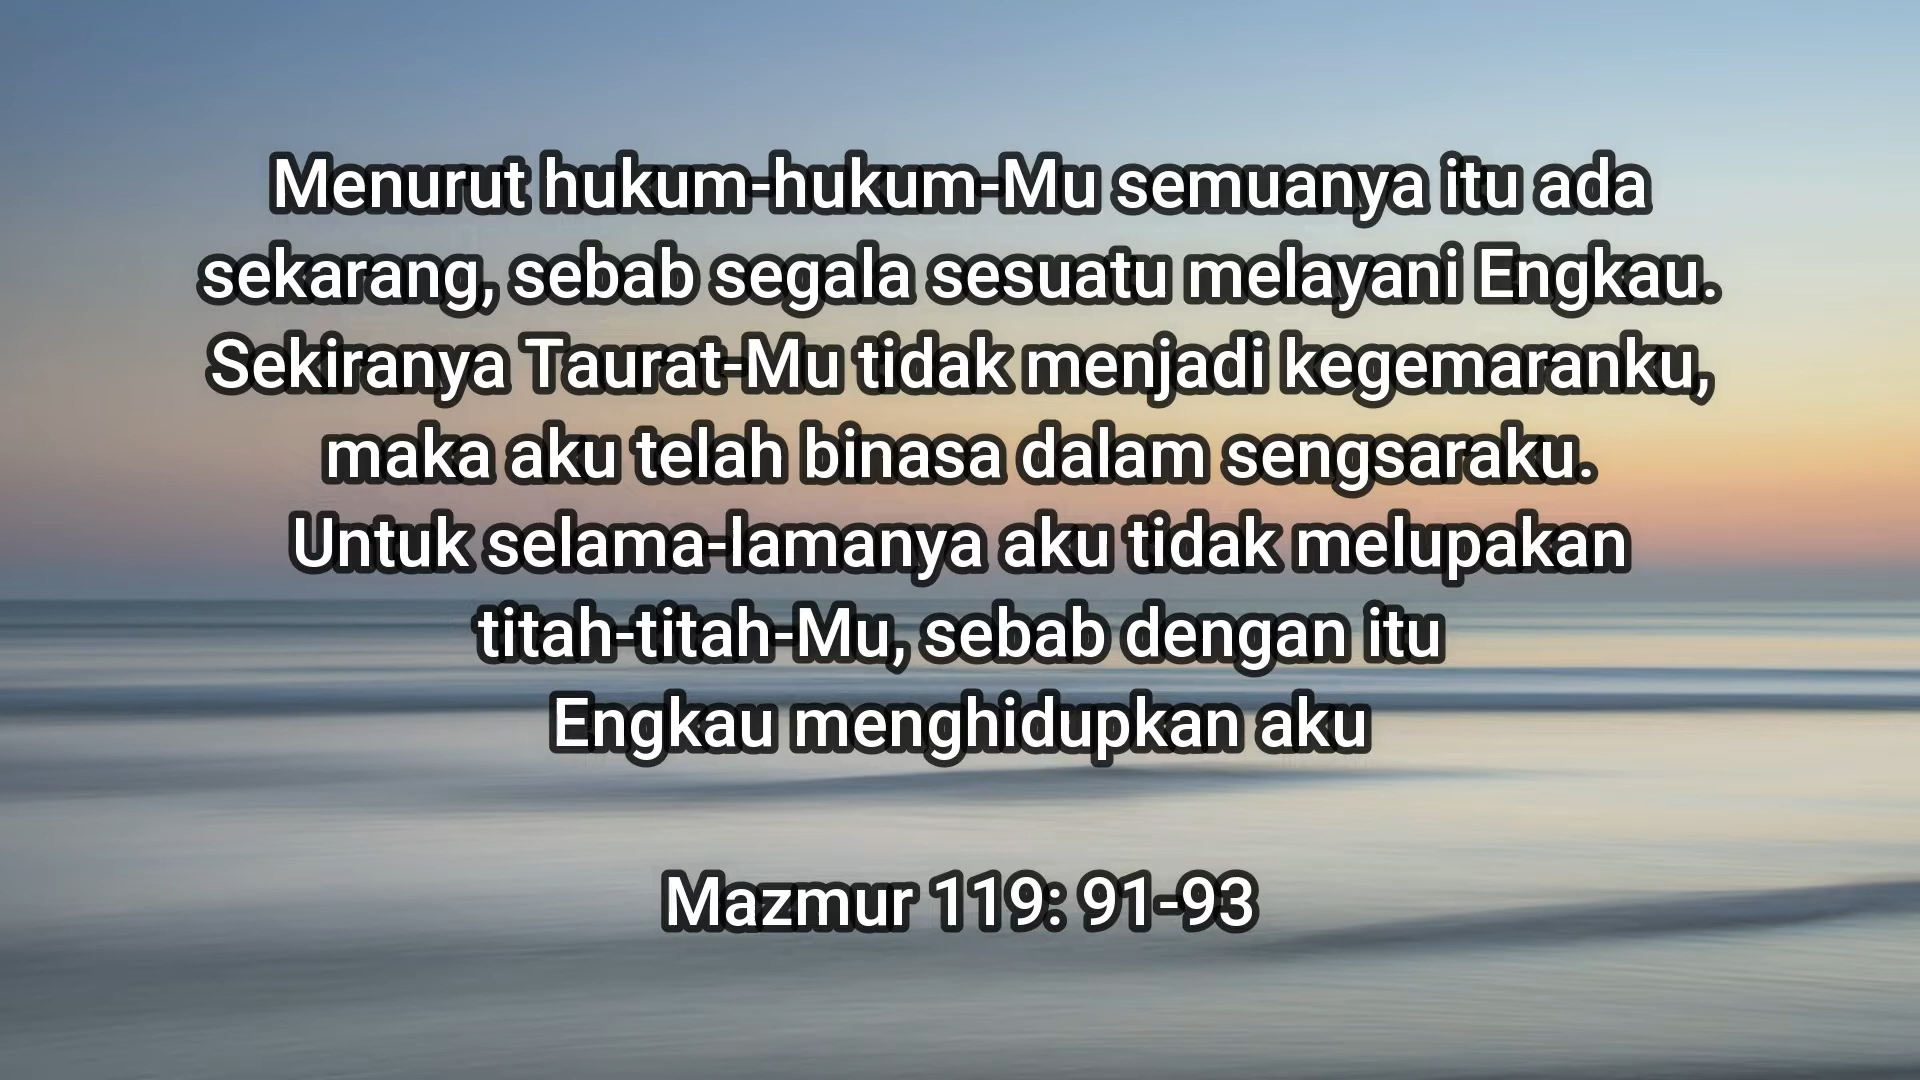 Menurut hukum-hukum-Mu semuanya itu ada
sekarang, sebab segala sesuatu melayani Engkau.
Sekiranya Taurat-Mu tidak menjadi kegemaranku,
maka aku telah binasa dalam sengsaraku.
Untuk selama-lamanya aku tidak melupakan
titah-titah-Mu, sebab dengan itu
Engkau menghidupkan aku
Mazmur 119: 91-93